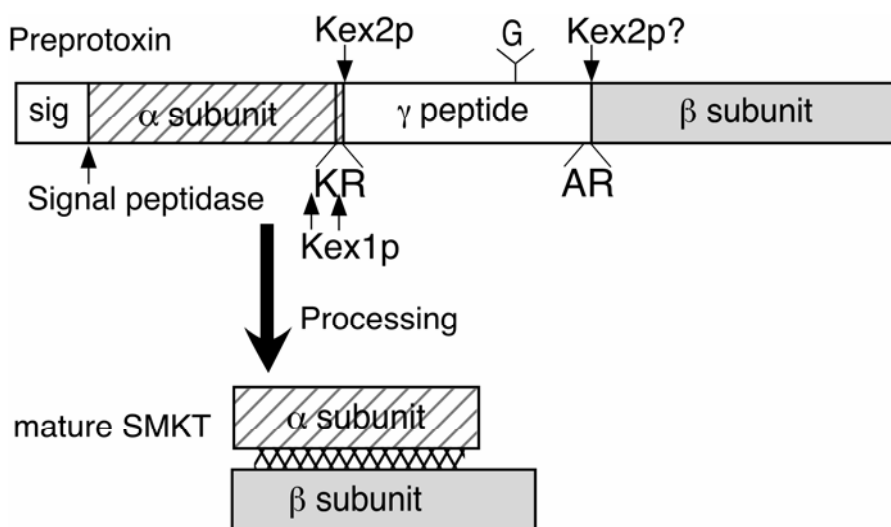 Preprotoxin
Kex2p
G
Kex2p?
sig
α subunit
γ peptide
β subunit
Signal peptidase
KR
AR
Kex1p
Processing
mature SMKT
α subunit
β subunit